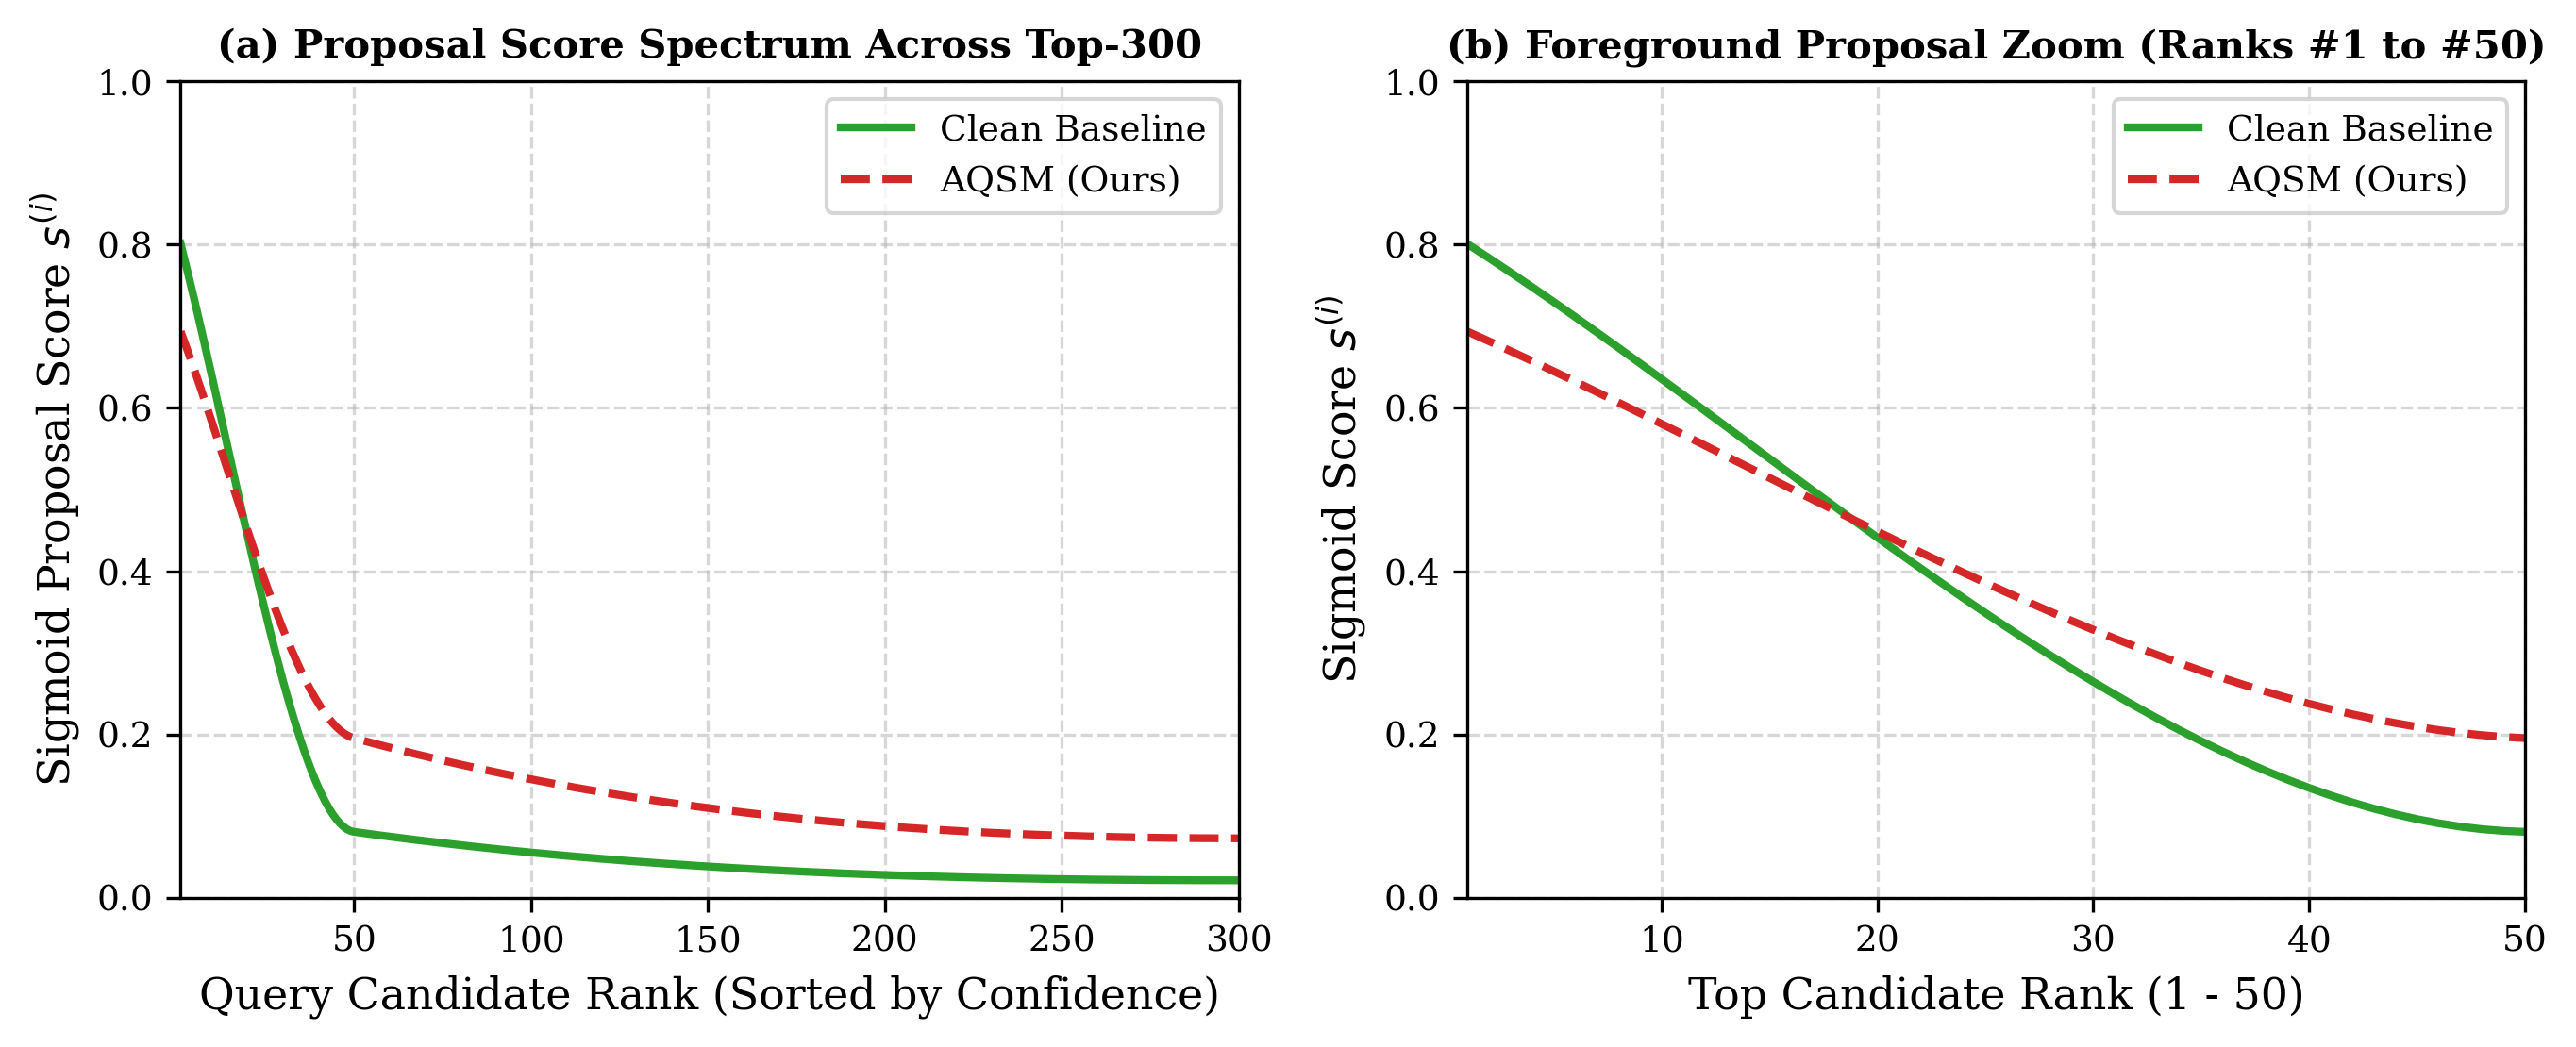 (a) Proposal Score Spectrum Across Top-300
Sigmoid Proposal Score s^(i)
1.0
0.8
0.6
0.4
0.2
0.0
Clean Baseline
AQSM (Ours)
50 100 150 200 250 300
Query Candidate Rank (Sorted by Confidence)
(b) Foreground Proposal Zoom (Ranks #1 to #50)
Sigmoid Score s^(i)
1.0
0.8
0.6
0.4
0.2
0.0
Clean Baseline
AQSM (Ours)
10 20 30 40 50
Top Candidate Rank (1 - 50)